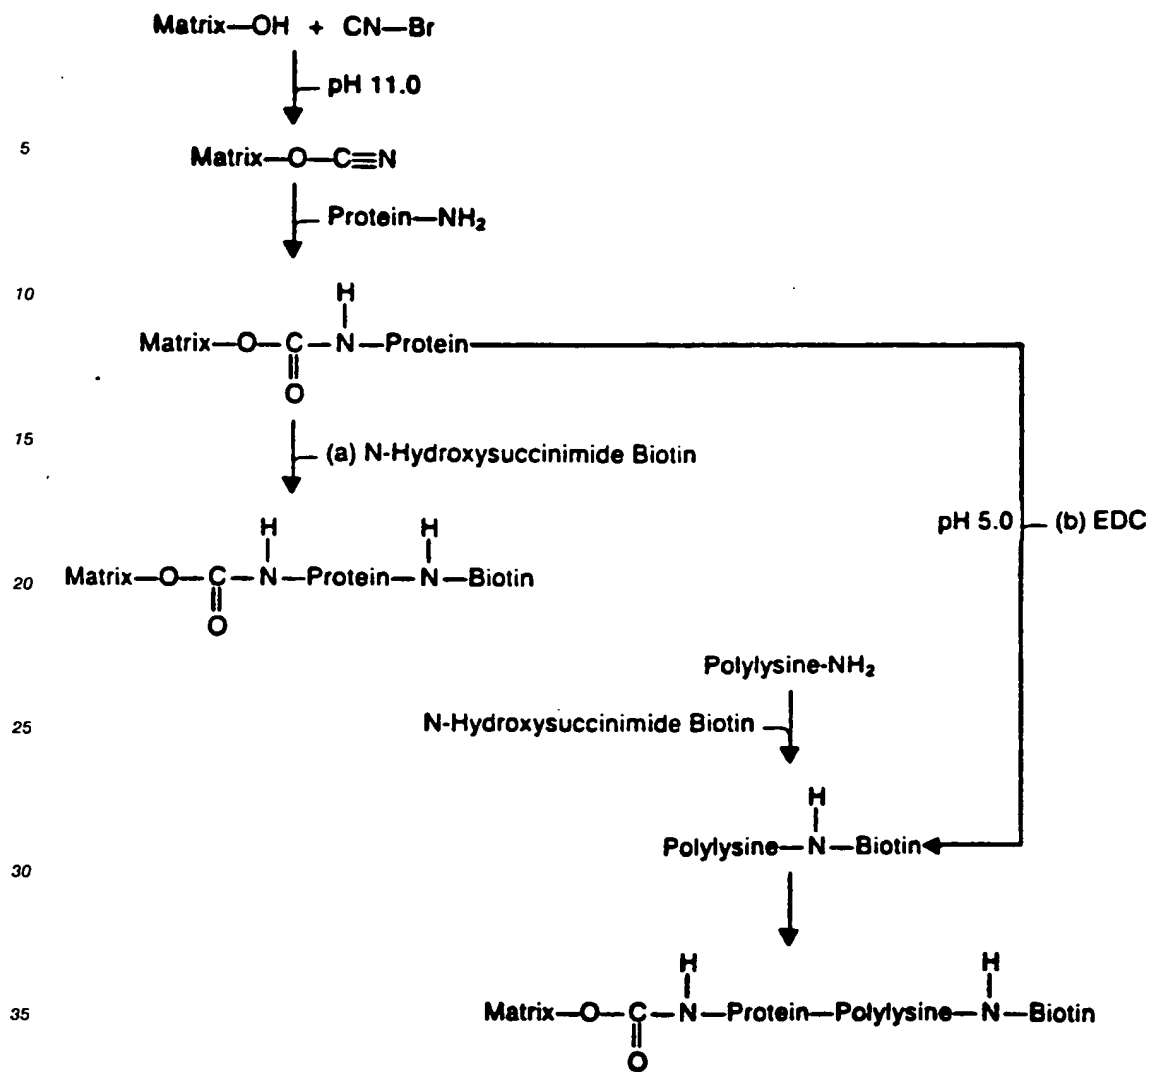 Matrix—OH + CN—Br
pH 11.0
5
Matrix—O—C≡N
Protein—NH₂
10
H
Matrix—O—C—N—Protein
O
15
(a) N-Hydroxysuccinimide Biotin
H H
pH 5.0 (b) EDC
20
Matrix—O—C—N—Protein—N—Biotin
O
Polylysine-NH₂
25
N-Hydroxysuccinimide Biotin
H
Polylysine—N—Biotin
30
H H
35
Matrix—O—C—N—Protein—Polylysine—N—Biotin
O